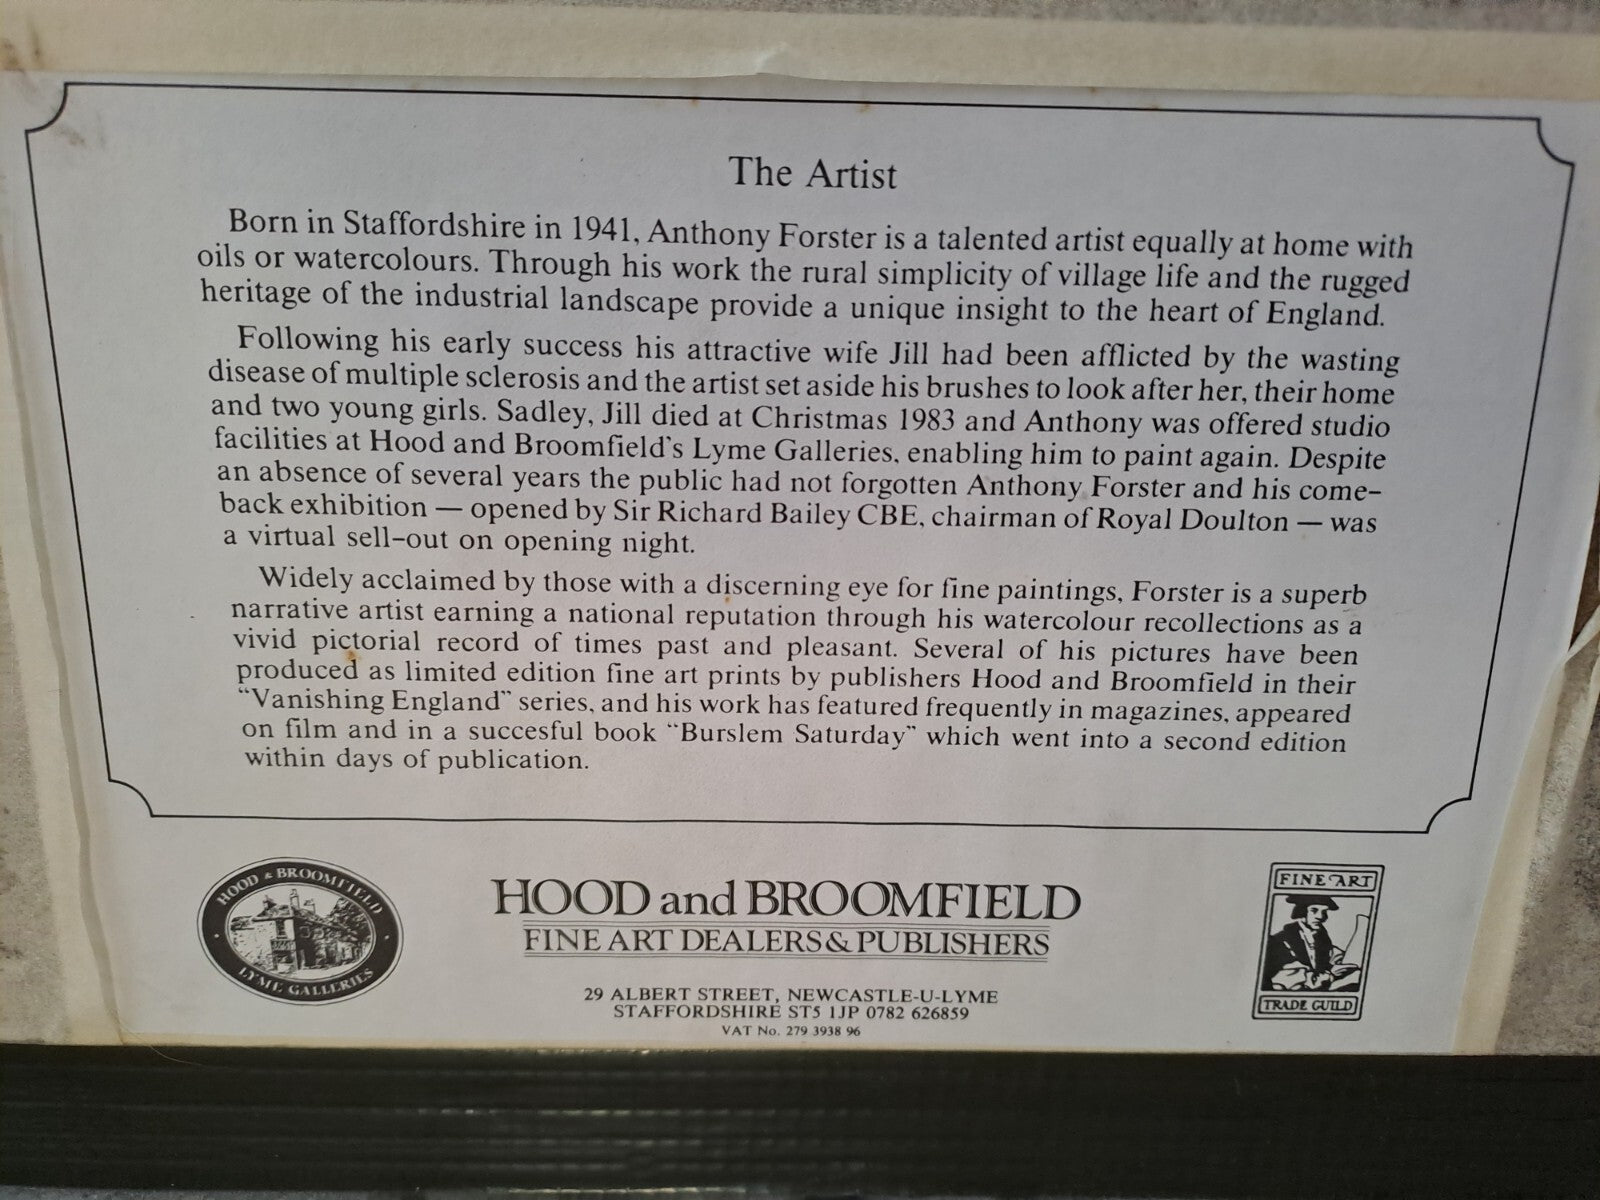 The Artist
Born in Staffordshire in 1941, Anthony Forster is a talented artist equally at home with
oils or watercolours. Through his work the rural simplicity of village life and the rugged
heritage of the industrial landscape provide a unique insight to the heart of England.
Following his early success his attractive wife Jill had been afflicted by the wasting
disease of multiple sclerosis and the artist set aside his brushes to look after her, their home
and two young girls. Sadley, Jill died at Christmas 1983 and Anthony was offered studio
facilities at Hood and Broomfield's Lyme Galleries, enabling him to paint again. Despite
an absence of several years the public had not forgotten Anthony Forster and his come-
back exhibition — opened by Sir Richard Bailey CBE, chairman of Royal Doulton — was
a virtual sell-out on opening night.
Widely acclaimed by those with a discerning eye for fine paintings, Forster is a superb
narrative artist earning a national reputation through his watercolour recollections as a
vivid pictorial record of times past and pleasant. Several of his pictures have been
produced as limited edition fine art prints by publishers Hood and Broomfield in their
"Vanishing England" series, and his work has featured frequently in magazines, appeared
on film and in a succesful book "Burslem Saturday" which went into a second edition
within days of publication.
HOOD & BROOMFIELD
LYME GALLERIES
HOOD and BROOMFIELD
FINE ART DEALERS & PUBLISHERS
29 ALBERT STREET, NEWCASTLE-U-LYME
STAFFORDSHIRE ST5 1JP 0782 626859
VAT No. 279 3938 96
FINE ART
TRADE GUILD